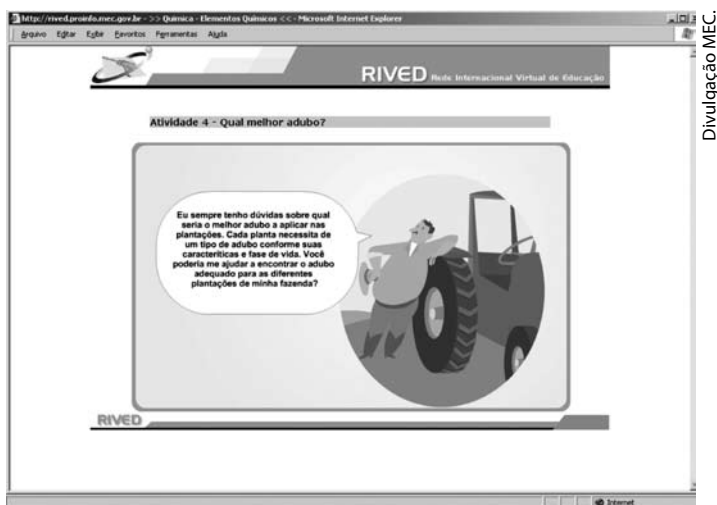 http://rived.proinfo.mec.gov.br - >> Química - Elementos Químicos << - Microsoft Internet Explorer
Arquivo Editar Exibir Favoritos Ferramentas Ajuda
RIVED Rede Internacional Virtual de Educação
Atividade 4 - Qual melhor adubo?
Eu sempre tenho dúvidas sobre qual
seria o melhor adubo a aplicar nas
plantações. Cada planta necessita de
um tipo de adubo conforme suas
caracteríticas e fase de vida. Você
poderia me ajudar a encontrar o adubo
adequado para as diferentes
plantações de minha fazenda?
RIVED
Internet
Divulgação MEC.